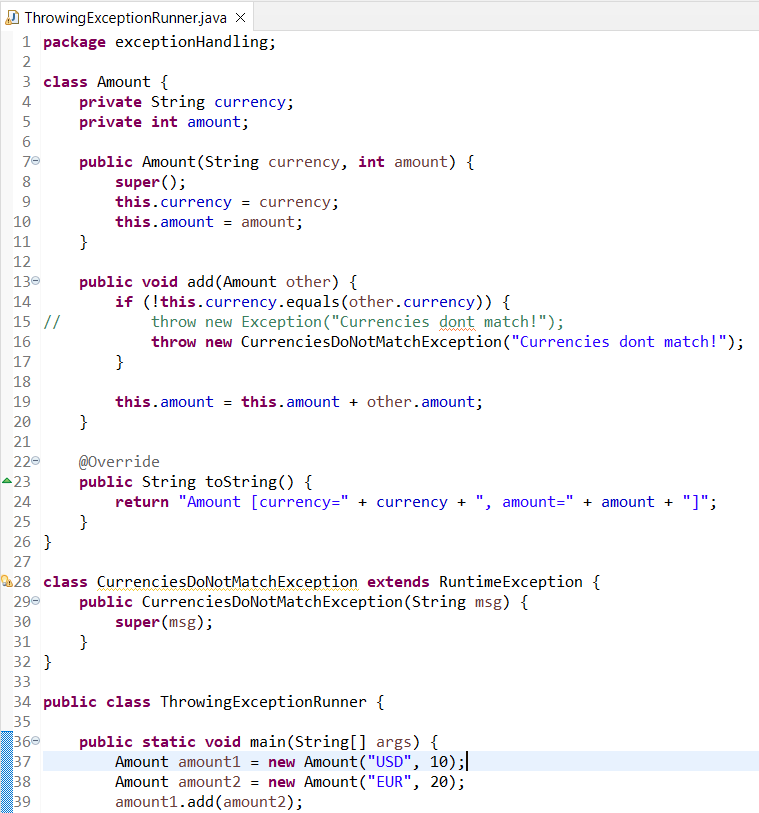 ThrowingExceptionRunner.java
1 package exceptionHandling;
2
3 class Amount {
4     private String currency;
5     private int amount;
6
7     public Amount(String currency, int amount) {
8         super();
9         this.currency = currency;
10         this.amount = amount;
11     }
12
13     public void add(Amount other) {
14         if (!this.currency.equals(other.currency)) {
15 //          throw new Exception("Currencies dont match!");
16             throw new CurrenciesDoNotMatchException("Currencies dont match!");
17         }
18
19         this.amount = this.amount + other.amount;
20     }
21
22     @Override
23     public String toString() {
24         return "Amount [currency=" + currency + ", amount=" + amount + "]";
25     }
26 }
27
28 class CurrenciesDoNotMatchException extends RuntimeException {
29     public CurrenciesDoNotMatchException(String msg) {
30         super(msg);
31     }
32 }
33
34 public class ThrowingExceptionRunner {
35
36     public static void main(String[] args) {
37         Amount amount1 = new Amount("USD", 10);
38         Amount amount2 = new Amount("EUR", 20);
39         amount1.add(amount2);